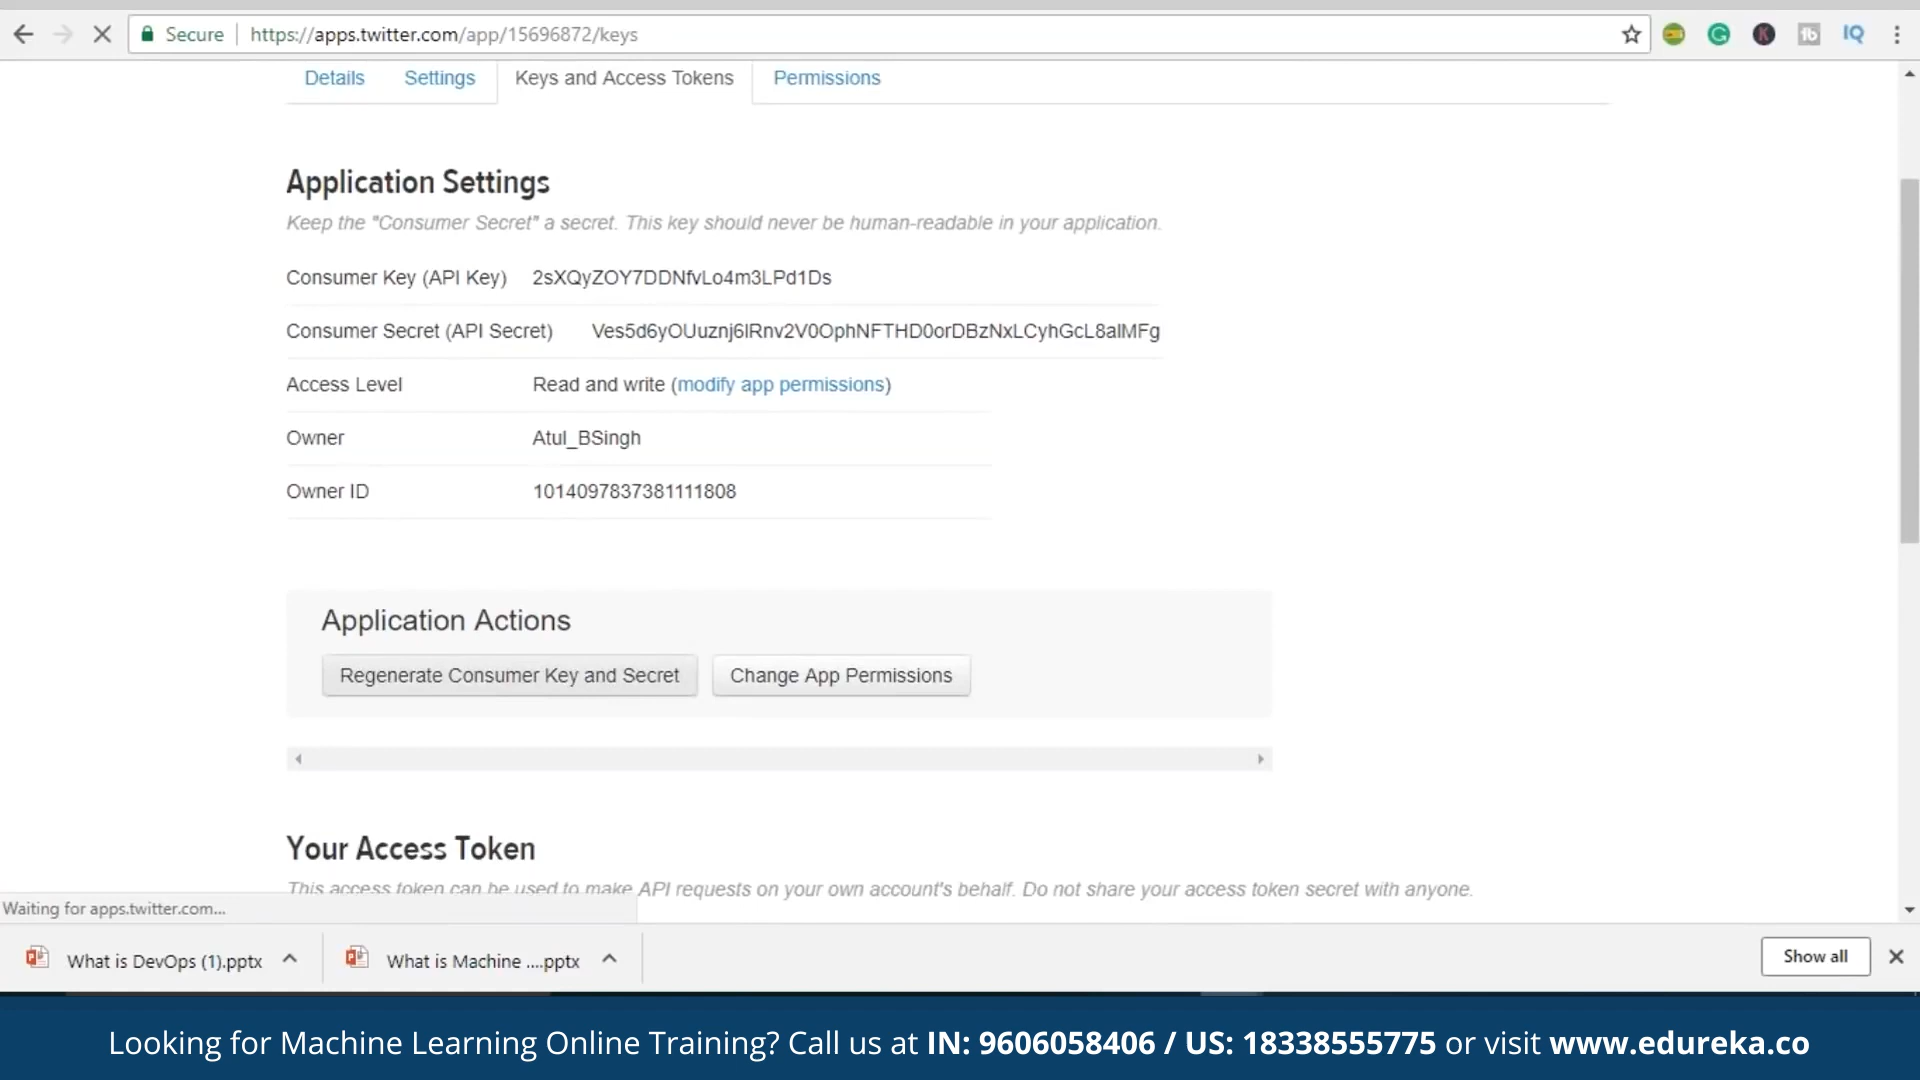 Secure https://apps.twitter.com/app/15696872/keys
Details Settings Keys and Access Tokens Permissions
Application Settings
Keep the "Consumer Secret" a secret. This key should never be human-readable in your application.
Consumer Key (API Key) 2sXQyZOY7DDNfvLo4m3LPd1Ds
Consumer Secret (API Secret) Ves5d6yOUuznj6lRnv2V0OphNFTHD0orDBzNxLCyhGcL8alMFg
Access Level Read and write (modify app permissions)
Owner Atul_BSingh
Owner ID 1014097837381111808
Application Actions
Regenerate Consumer Key and Secret Change App Permissions
Your Access Token
This access token can be used to make API requests on your own account's behalf. Do not share your access token secret with anyone.
Waiting for apps.twitter.com...
What is DevOps (1).pptx What is Machine ....pptx Show all
Looking for Machine Learning Online Training? Call us at IN: 9606058406 / US: 18338555775 or visit www.edureka.co